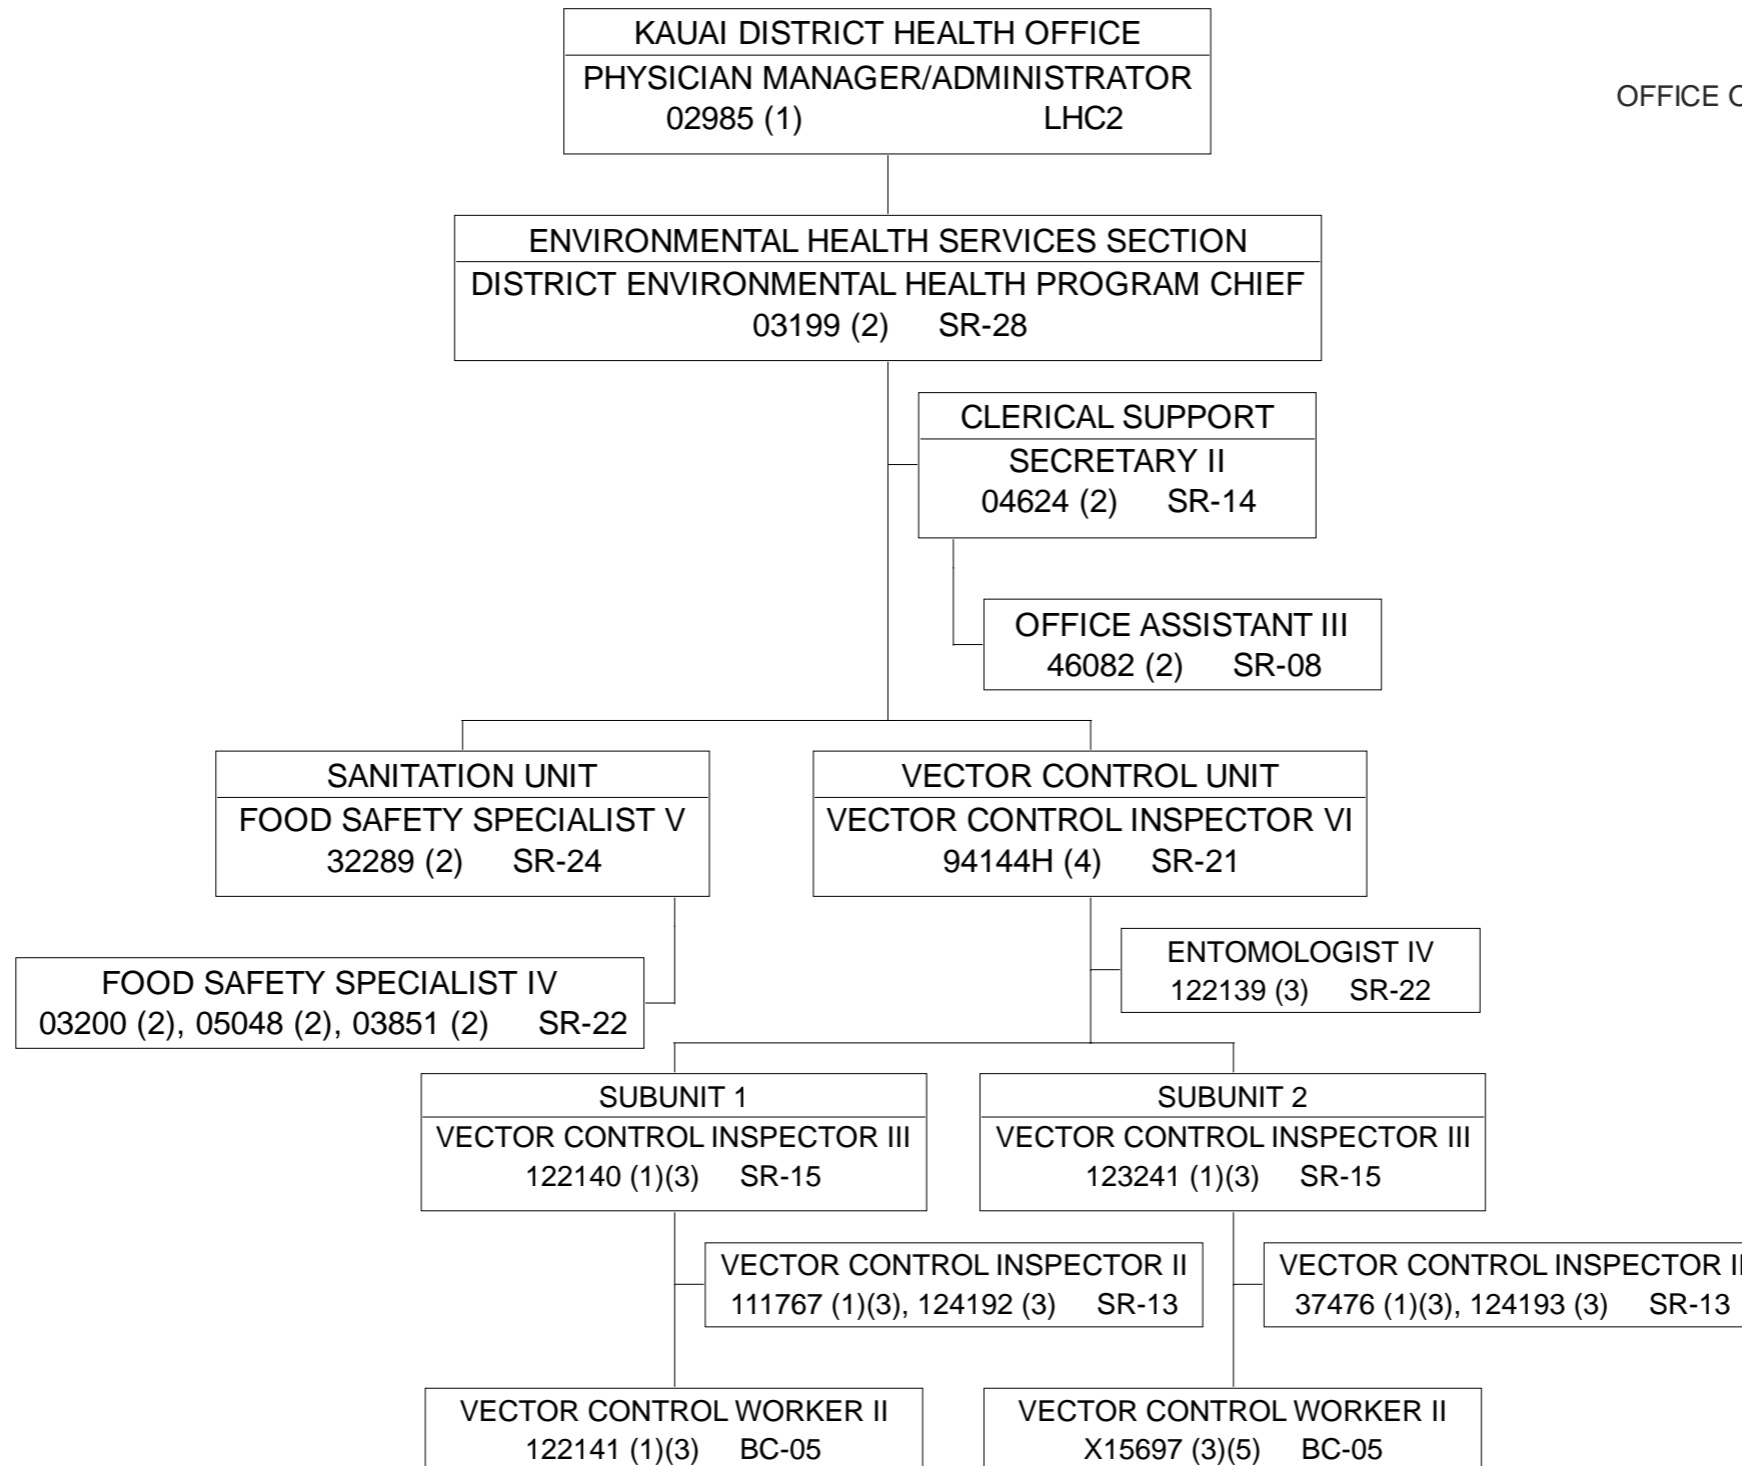 KAUAI DISTRICT HEALTH OFFICE
PHYSICIAN MANAGER/ADMINISTRATOR
02985 (1) LHC2
OFFICE
ENVIRONMENTAL HEALTH SERVICES SECTION
DISTRICT ENVIRONMENTAL HEALTH PROGRAM CHIEF
03199 (2) SR-28
CLERICAL SUPPORT
SECRETARY II
04624 (2) SR-14
OFFICE ASSISTANT III
46082 (2) SR-08
SANITATION UNIT
FOOD SAFETY SPECIALIST V
32289 (2) SR-24
VECTOR CONTROL UNIT
VECTOR CONTROL INSPECTOR VI
94144H (4) SR-21
ENTOMOLOGIST IV
122139 (3) SR-22
FOOD SAFETY SPECIALIST IV
03200 (2), 05048 (2), 03851 (2) SR-22
SUBUNIT 1
VECTOR CONTROL INSPECTOR III
122140 (1)(3) SR-15
SUBUNIT 2
VECTOR CONTROL INSPECTOR III
123241 (1)(3) SR-15
VECTOR CONTROL INSPECTOR II
111767 (1)(3), 124192 (3) SR-13
VECTOR CONTROL INSPECTOR II
37476 (1)(3), 124193 (3) SR-13
VECTOR CONTROL WORKER II
122141 (1)(3) BC-05
VECTOR CONTROL WORKER II
X15697 (3)(5) BC-05